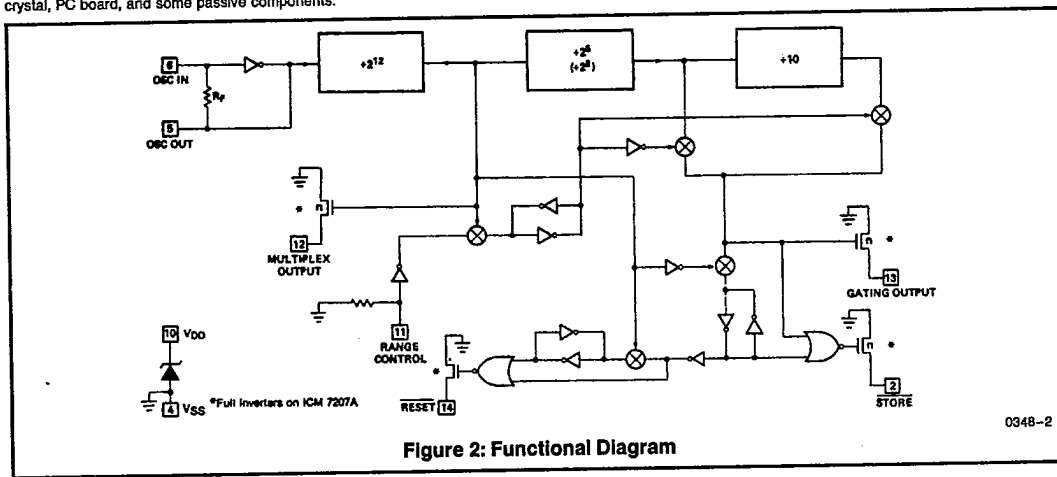 crystal, PC board, and some passive components.
6
OSC IN
RF
5
OSC OUT
÷2¹²
÷2⁶
(÷2⁸)
÷10
* n
12
MULTIPLEX
OUTPUT
11
RANGE
CONTROL
n *
13
GATING OUTPUT
10 VDD
4 VSS
*Full Inverters on ICM 7207A
*
RESET 14
n *
2
STORE
0348–2
Figure 2: Functional Diagram